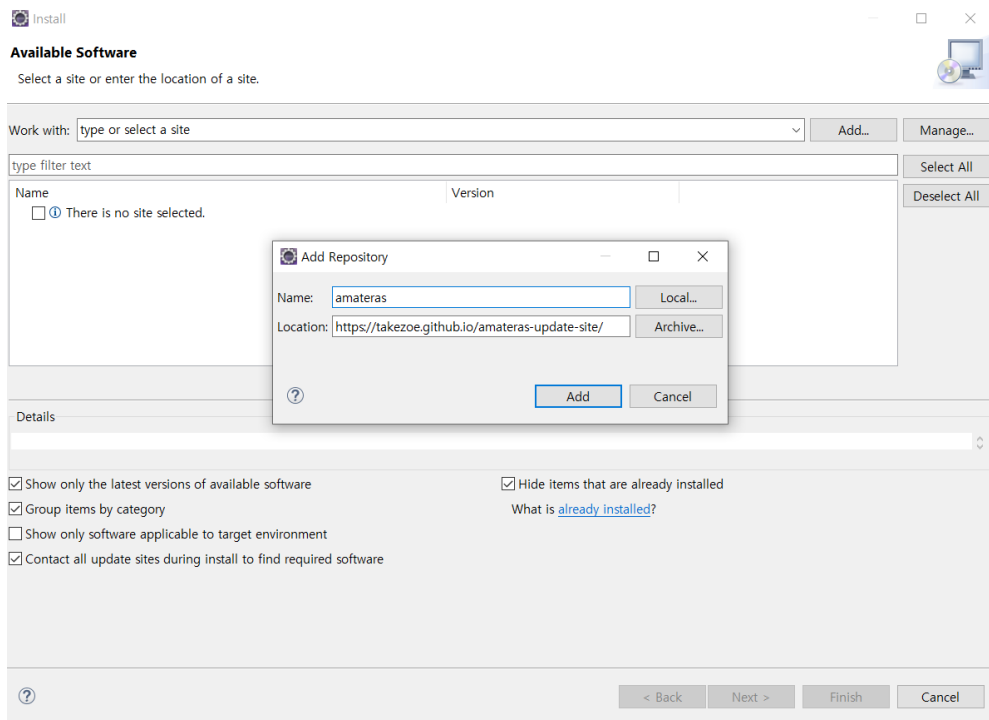 Install
Available Software
Select a site or enter the location of a site.
Work with: type or select a site Add... Manage...
type filter text Select All
Name Version Deselect All
There is no site selected.
Add Repository
Name: amateras Local...
Location: https://takezoe.github.io/amateras-update-site/ Archive...
Add Cancel
Details
Show only the latest versions of available software Hide items that are already installed
Group items by category What is already installed?
Show only software applicable to target environment
Contact all update sites during install to find required software
< Back Next > Finish Cancel